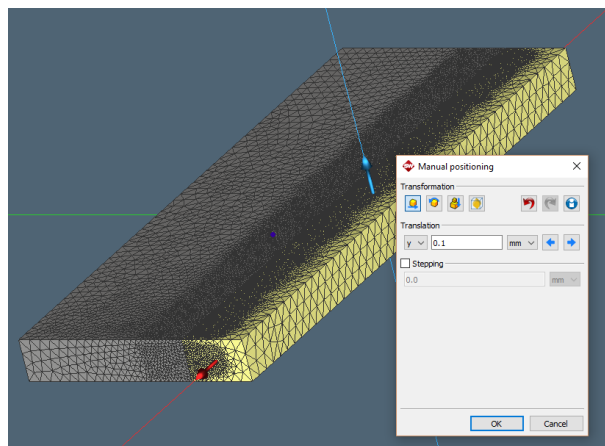 Manual positioning
Transformation
Translation
y 0.1 mm
Stepping
0.0 mm
OK Cancel